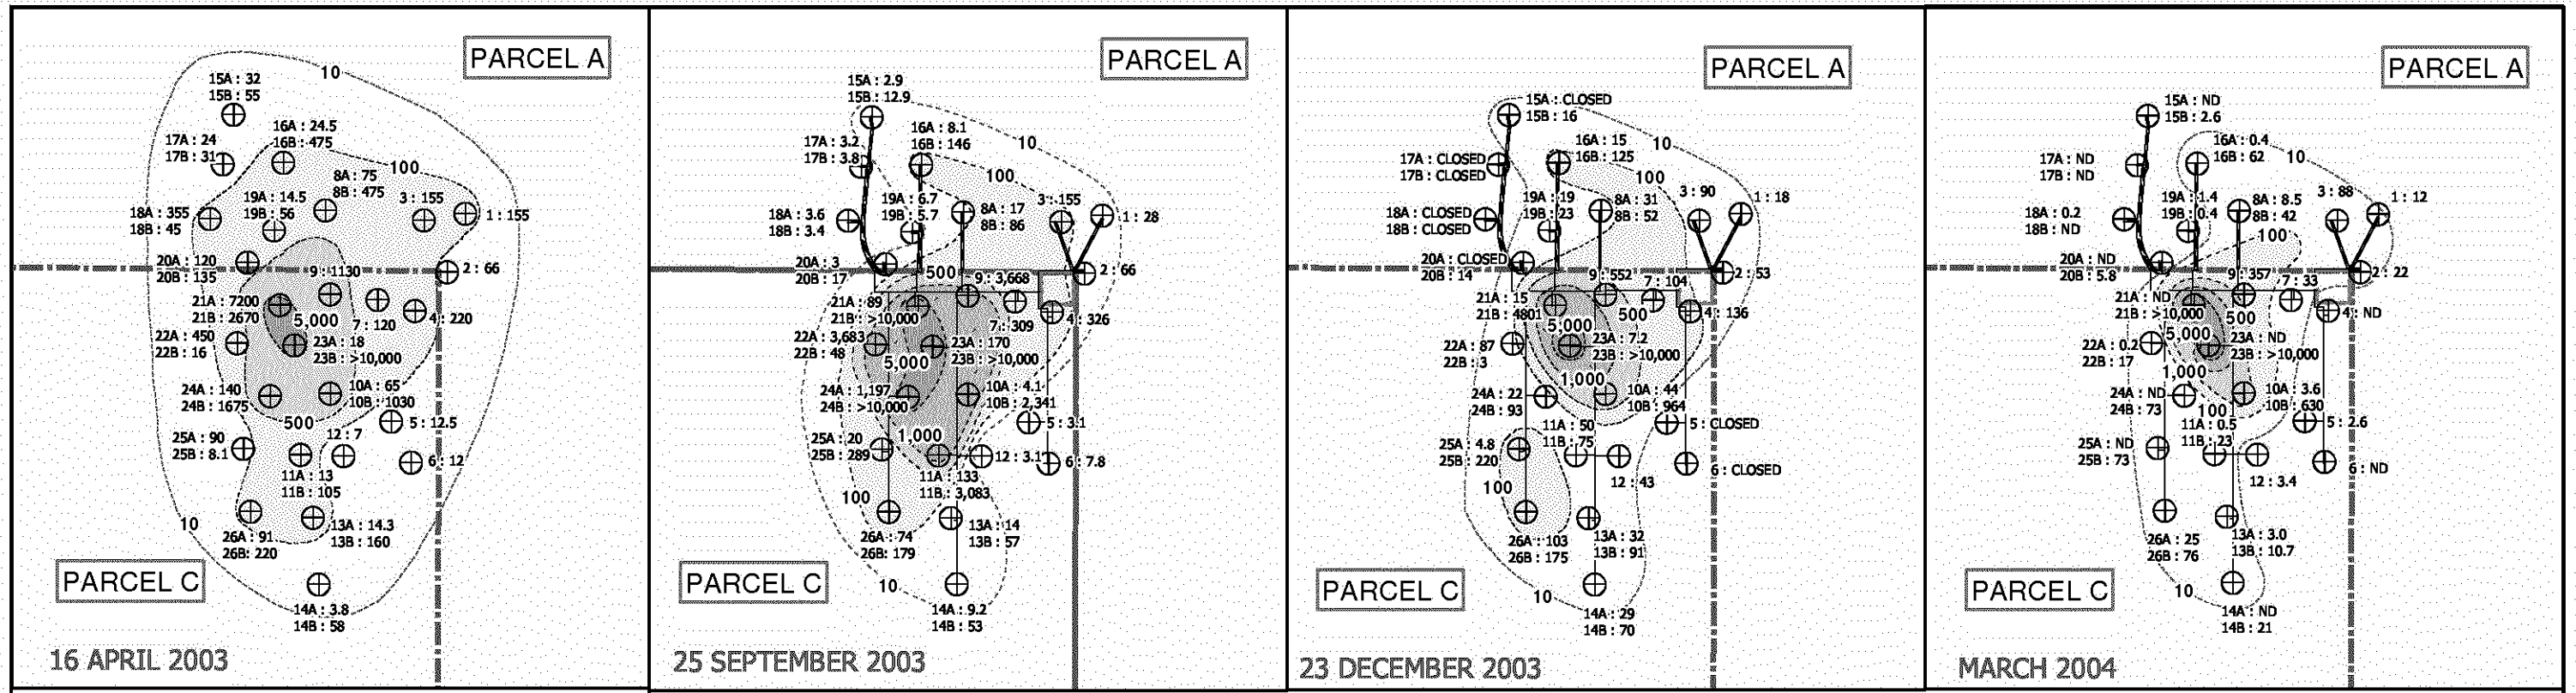 PARCEL A
10
15A : 32
15B : 55
16A : 24.5
16B : 475
17A : 24
17B : 31
100
8A : 75
8B : 475
19A : 14.5
19B : 56
3 : 155
1 : 155
18A : 355
18B : 45
20A : 120
20B : 135
9 : 1130
2 : 66
21A : 7200
21B : 2670
5,000
7 : 120
4 : 220
22A : 450
22B : 16
23A : 18
23B : >10,000
24A : 140
24B : 1675
10A : 65
10B : 1030
500
5 : 12.5
25A : 90
25B : 8.1
12 : 7
11A : 13
11B : 105
6 : 12
10
26A : 91
26B : 220
13A : 14.3
13B : 160
PARCEL C
14A : 3.8
14B : 58
16 APRIL 2003
PARCEL A
15A : 2.9
15B : 12.9
16A : 8.1
16B : 146
10
17A : 3.2
17B : 3.8
100
19A : 6.7
19B : 5.7
8A : 17
8B : 86
3 : 155
1 : 28
18A : 3.6
18B : 3.4
20A : 3
20B : 17
500
9 : 3,668
2 : 66
21A : 89
21B : >10,000
7 : 309
4 : 326
22A : 3,683
22B : 48
5,000
23A : 170
23B : >10,000
24A : 1,197
24B : >10,000
10A : 4.1
10B : 2,341
1,000
5 : 3.1
25A : 20
25B : 289
12 : 3.1
6 : 7.8
11A : 133
11B : 3,083
100
26A : 74
26B : 179
13A : 14
13B : 57
PARCEL C
10
14A : 9.2
14B : 53
25 SEPTEMBER 2003
PARCEL A
15A : CLOSED
15B : 16
16A : 15
16B : 125
10
17A : CLOSED
17B : CLOSED
100
19A : 19
19B : 23
8A : 31
8B : 52
3 : 90
1 : 18
18A : CLOSED
18B : CLOSED
20A : CLOSED
20B : 14
9 : 552
7 : 104
2 : 53
21A : 15
21B : 4801
5,000
500
4 : 136
22A : 87
22B : 3
23A : 7.2
23B : >10,000
1,000
24A : 22
24B : 93
10A : 44
10B : 964
11A : 50
11B : 75
5 : CLOSED
25A : 4.8
25B : 220
6 : CLOSED
12 : 43
100
26A : 103
26B : 175
13A : 32
13B : 91
PARCEL C
10
14A : 29
14B : 70
23 DECEMBER 2003
PARCEL A
15A : ND
15B : 2.6
16A : 0.4
16B : 62
10
17A : ND
17B : ND
19A : 1.4
19B : 0.4
8A : 8.5
8B : 42
3 : 88
1 : 12
18A : 0.2
18B : ND
100
20A : ND
20B : 5.8
9 : 357
7 : 33
2 : 22
21A : ND
21B : >10,000
500
4 : ND
5,000
22A : 0.2
22B : 17
23A : ND
23B : >10,000
1,000
24A : ND
24B : 73
10A : 3.6
10B : 630
100
11A : 0.5
11B : 23
5 : 2.6
25A : ND
25B : 73
6 : ND
12 : 3.4
26A : 25
26B : 76
13A : 3.0
13B : 10.7
PARCEL C
10
14A : ND
14B : 21
MARCH 2004